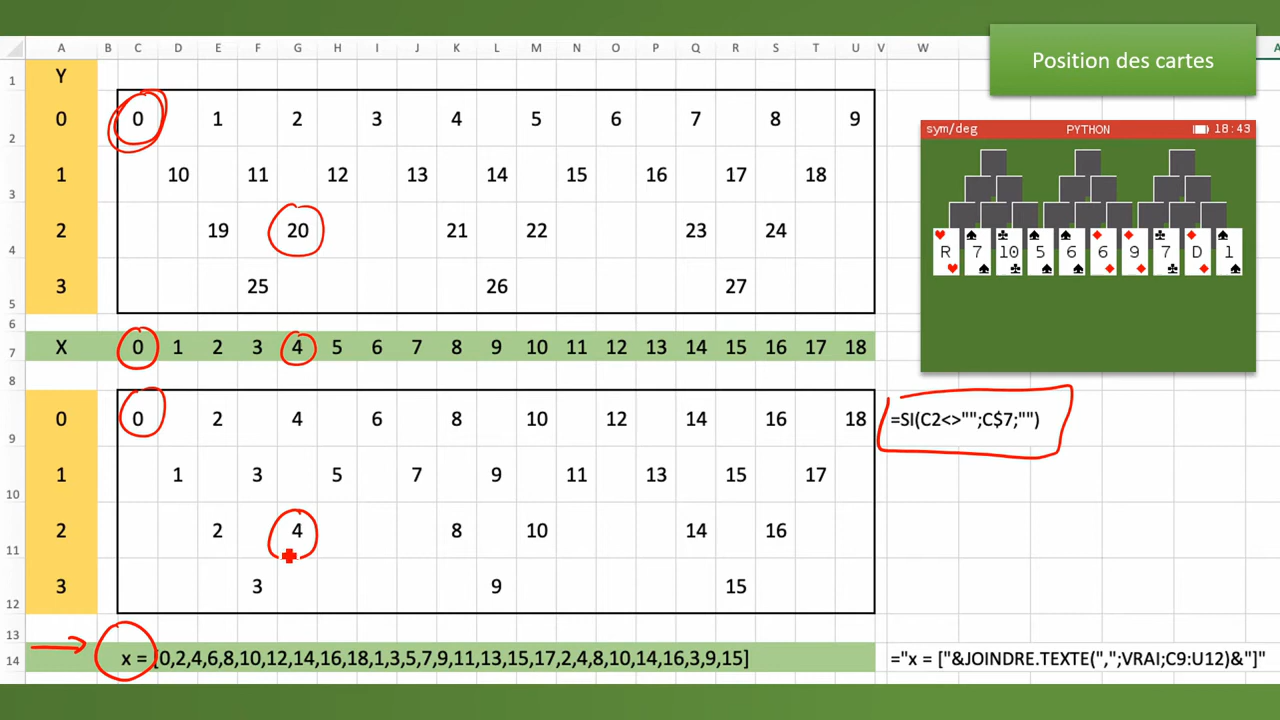 A B C D E F G H I J K L M N O P Q R S T U V W
Position des cartes
1 Y
2 0 0 1 2 3 4 5 6 7 8 9
3 1 10 11 12 13 14 15 16 17 18
4 2 19 20 21 22 23 24
5 3 25 26 27
6
7 X 0 1 2 3 4 5 6 7 8 9 10 11 12 13 14 15 16 17 18
8
9 0 0 2 4 6 8 10 12 14 16 18 =SI(C2<>"";C$7;"")
10 1 1 3 5 7 9 11 13 15 17
11 2 2 4 8 10 14 16
12 3 3 9 15
13
14 x = [0,2,4,6,8,10,12,14,16,18,1,3,5,7,9,11,13,15,17,2,4,8,10,14,16,3,9,15] ="x = ["&JOINDRE.TEXTE(",";VRAI;C9:U12)&"]"
sym/deg PYTHON 18:43
R 7 10 5 6 6 9 7 D 1